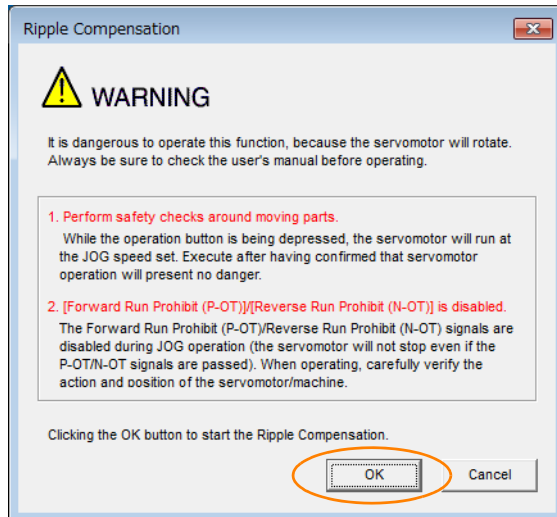 Ripple Compensation
WARNING
It is dangerous to operate this function, because the servomotor will rotate.
Always be sure to check the user's manual before operating.
1. Perform safety checks around moving parts.
While the operation button is being depressed, the servomotor will run at
the JOG speed set. Execute after having confirmed that servomotor
operation will present no danger.
2. [Forward Run Prohibit (P-OT)]/[Reverse Run Prohibit (N-OT)] is disabled.
The Forward Run Prohibit (P-OT)/Reverse Run Prohibit (N-OT) signals are
disabled during JOG operation (the servomotor will not stop even if the
P-OT/N-OT signals are passed). When operating, carefully verify the
action and position of the servomotor/machine.
Clicking the OK button to start the Ripple Compensation.
OK
Cancel